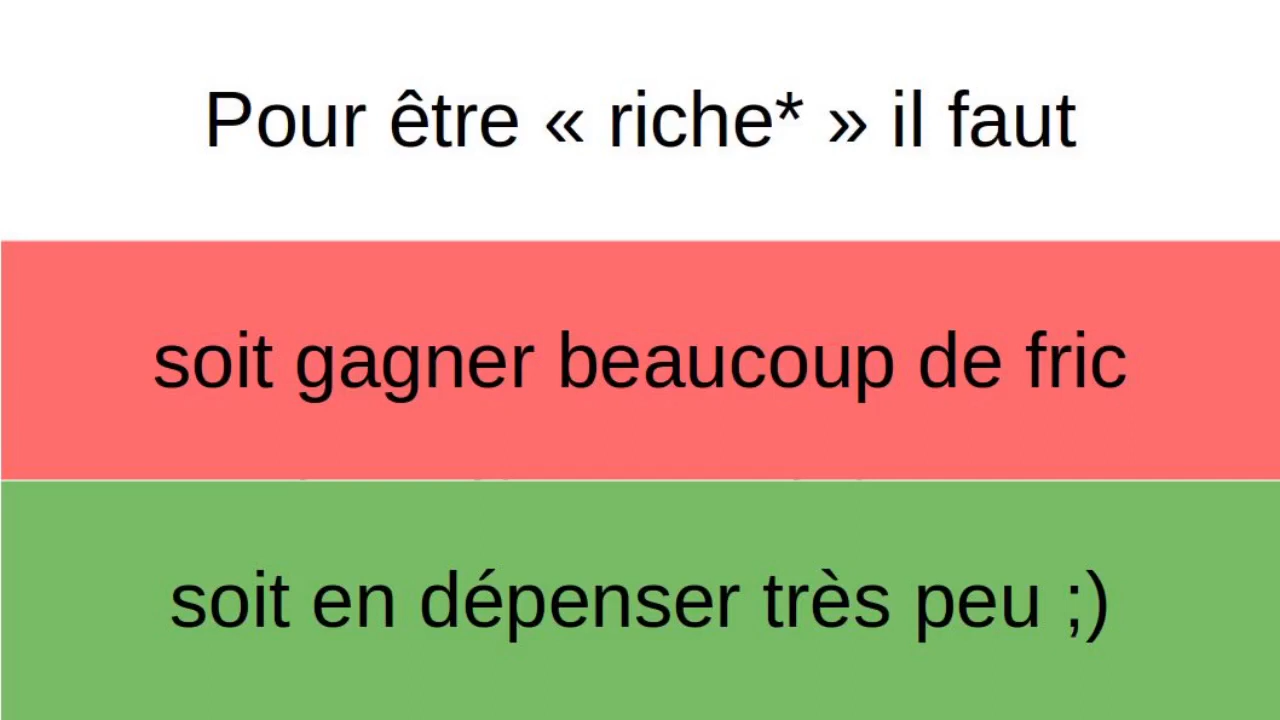 Pour être « riche* » il faut
soit gagner beaucoup de fric
soit en dépenser très peu ;)